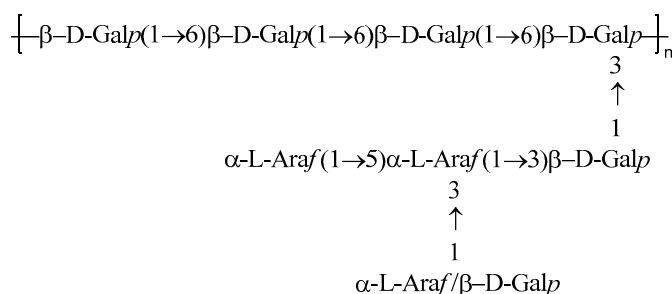 [β–D-Galp(1→6)β–D-Galp(1→6)β–D-Galp(1→6)β–D-Galp]n
3
↑
1
α-L-Araf(1→5)α-L-Araf(1→3)β–D-Galp
3
↑
1
α-L-Araf/β–D-Galp